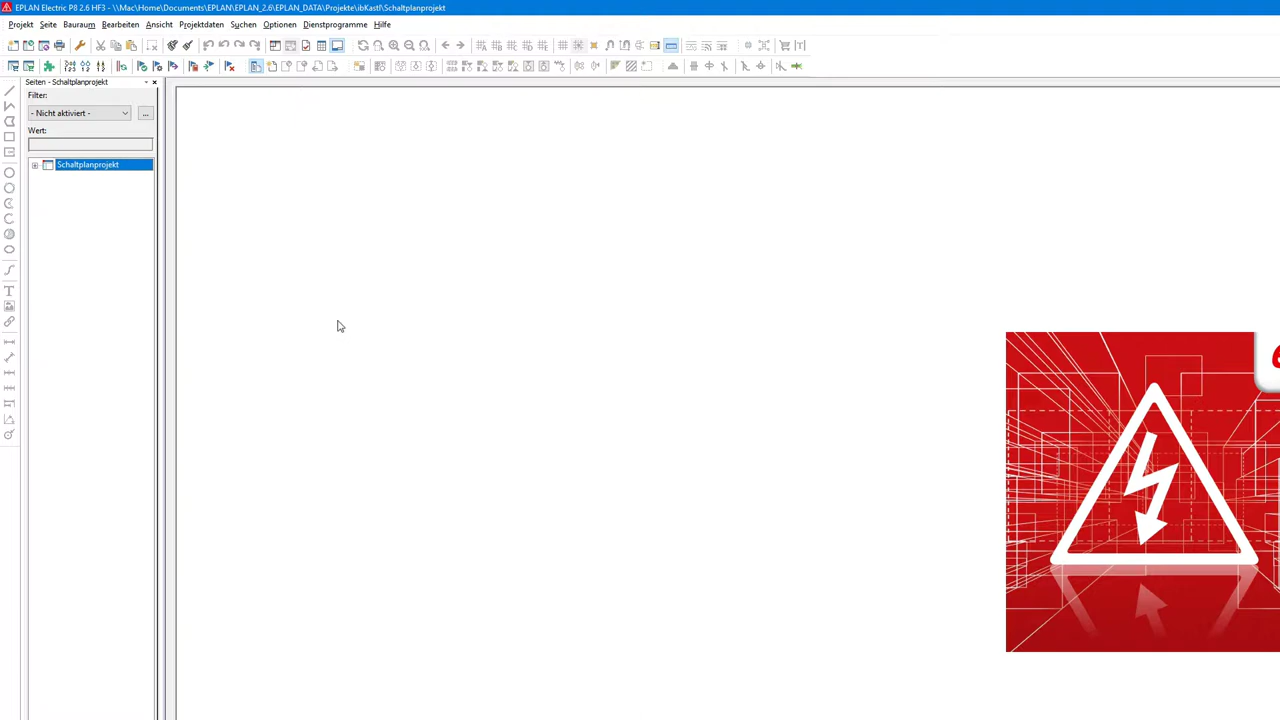 EPLAN Electric P8 2.6 HF3 - \\Mac\Home\Documents\EPLAN\EPLAN_2.6\EPLAN_DATA\Projekte\ibKastl\Schaltplanprojekt
Projekt Seite Bauraum Bearbeiten Ansicht Projektdaten Suchen Optionen Dienstprogramme Hilfe
Seiten - Schaltplanprojekt
Filter:
- Nicht aktiviert -
...
Wert:
Schaltplanprojekt